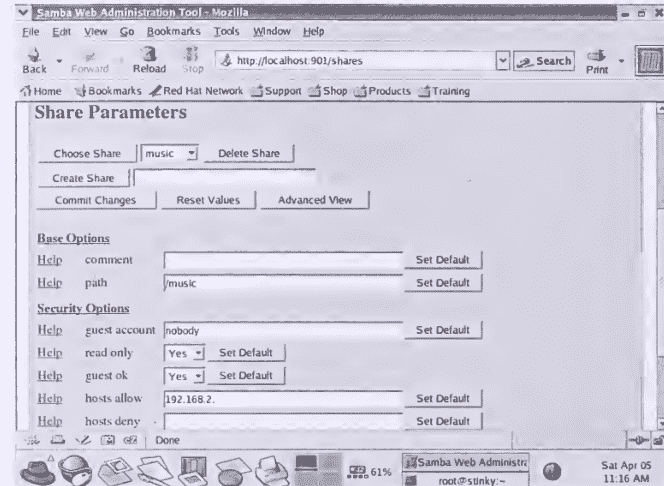 Samba Web Administration Tool - Mozilla
File Edit View Go Bookmarks Tools Window Help
Back Forward Reload Stop http://localhost:901/shares Search Print
Home Bookmarks Red Hat Network Support Shop Products Training
Share Parameters
Choose Share music Delete Share
Create Share
Commit Changes Reset Values Advanced View
Base Options
Help comment Set Default
Help path /music Set Default
Security Options
Help guest account nobody Set Default
Help read only Yes Set Default
Help guest ok Yes Set Default
Help hosts allow 192.168.2. Set Default
Help hosts deny Set Default
Done
61% Samba Web Administra Sat Apr 05
root@stinky:~ 11:16 AM